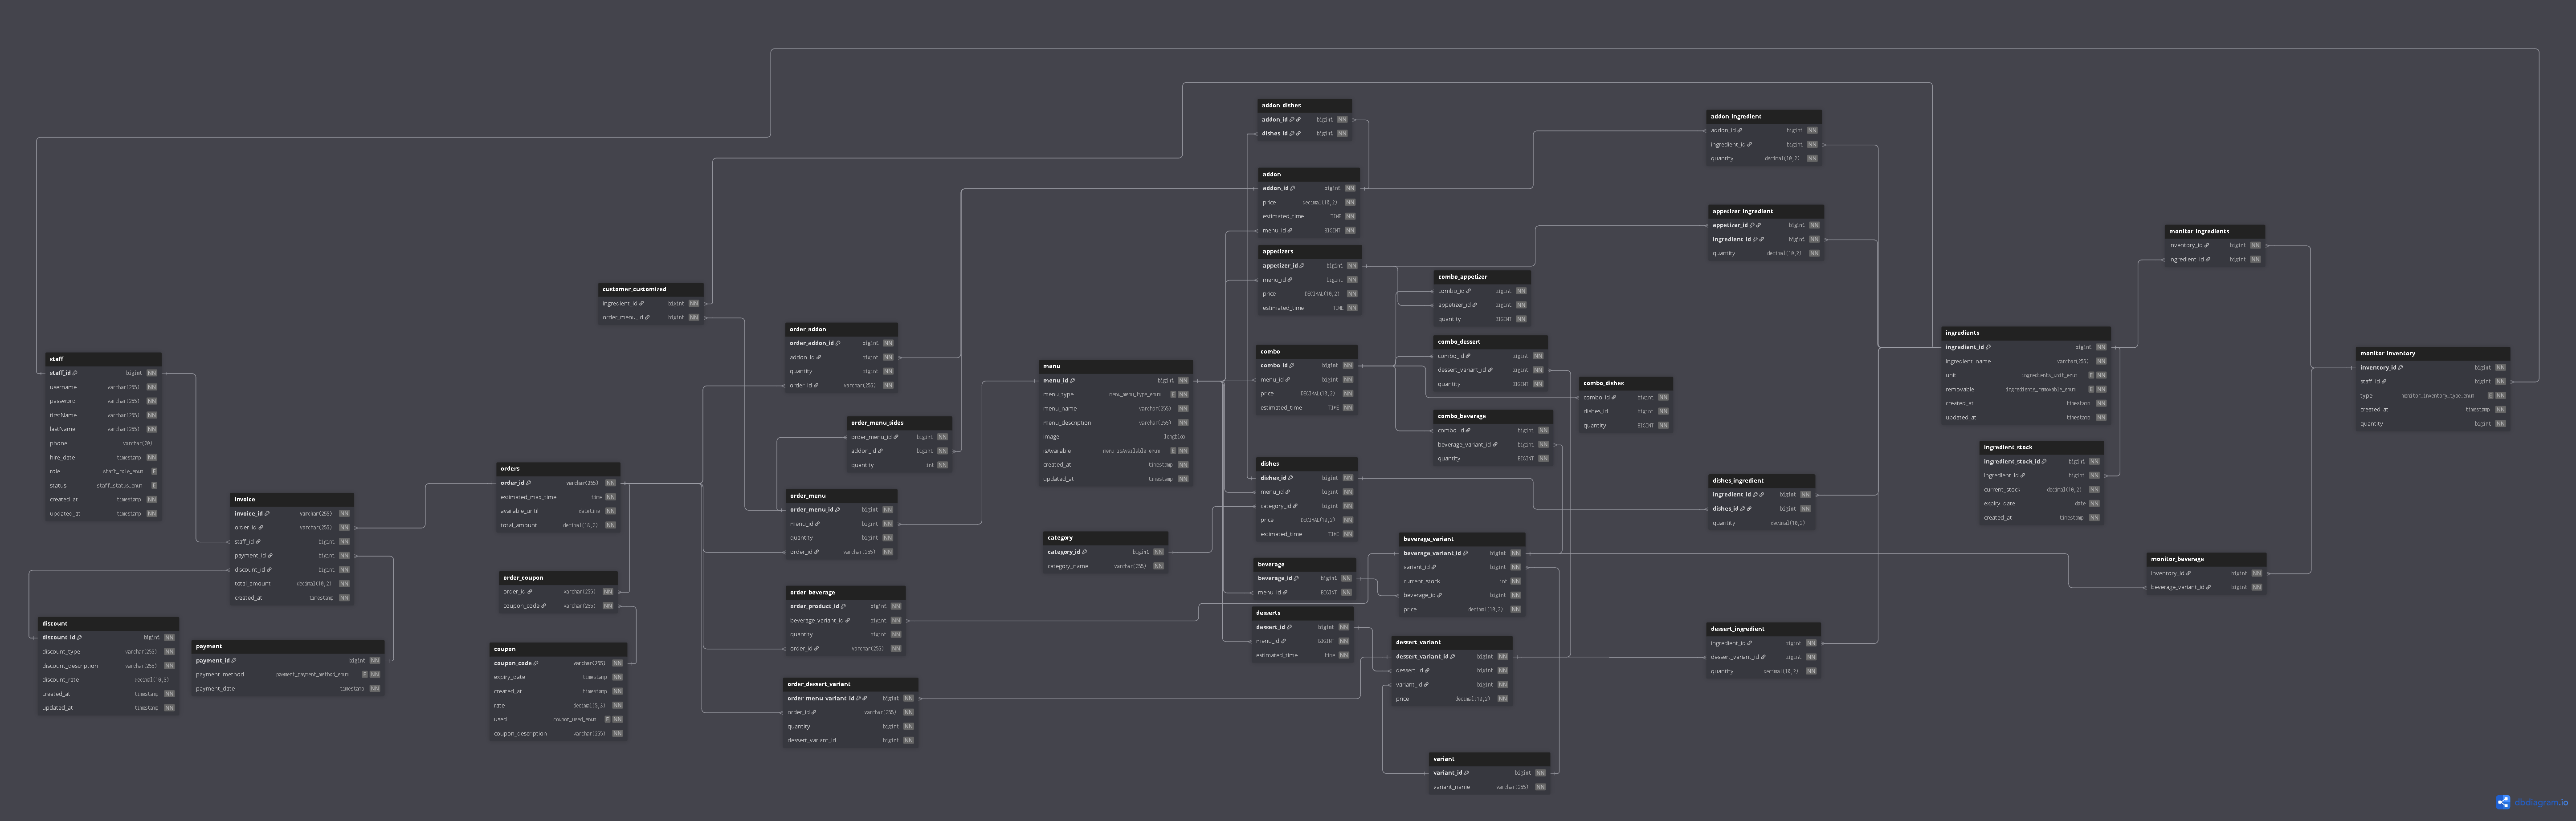 addon_dishes
addon_id bigint NN
dishes_id bigint NN
addon_ingredient
addon_id bigint NN
ingredient_id bigint NN
quantity decimal(10,2) NN
addon
addon_id bigint NN
price decimal(10,2) NN
estimated_time TIME NN
menu_id BIGINT NN
appetizer_ingredient
appetizer_id bigint NN
ingredient_id bigint NN
quantity decimal(10,2) NN
monitor_ingredients
inventory_id bigint NN
ingredient_id bigint NN
appetizers
appetizer_id bigint NN
menu_id bigint NN
price DECIMAL(10,2) NN
estimated_time TIME NN
combo_appetizer
combo_id bigint NN
appetizer_id bigint NN
quantity BIGINT NN
customer_customized
ingredient_id bigint NN
order_menu_id bigint NN
order_addon
order_addon_id bigint NN
addon_id bigint NN
quantity bigint NN
order_id varchar(255) NN
ingredients
ingredient_id bigint NN
ingredient_name varchar(255) NN
unit ingredients_unit_enum E NN
removable ingredients_removable_enum E NN
created_at timestamp NN
updated_at timestamp NN
combo_dessert
combo_id bigint NN
dessert_variant_id bigint NN
quantity BIGINT NN
combo
combo_id bigint NN
menu_id bigint NN
price DECIMAL(10,2) NN
estimated_time TIME NN
monitor_inventory
inventory_id bigint NN
staff_id bigint NN
type monitor_inventory_type_enum E NN
created_at timestamp NN
quantity bigint NN
staff
staff_id bigint NN
username varchar(255) NN
password varchar(255) NN
firstName varchar(255) NN
lastName varchar(255) NN
phone varchar(20)
hire_date timestamp NN
role staff_role_enum E
status staff_status_enum E
created_at timestamp NN
updated_at timestamp NN
menu
menu_id bigint NN
menu_type menu_menu_type_enum E NN
menu_name varchar(255) NN
menu_description varchar(255) NN
image longblob
isAvailable menu_isAvailable_enum E NN
created_at timestamp NN
updated_at timestamp NN
combo_dishes
combo_id bigint NN
dishes_id bigint NN
quantity BIGINT NN
combo_beverage
combo_id bigint NN
beverage_variant_id bigint NN
quantity BIGINT NN
order_menu_sides
order_menu_id bigint NN
addon_id bigint NN
quantity int NN
ingredient_stock
ingredient_stock_id bigint NN
ingredient_id bigint NN
current_stock decimal(10,2) NN
expiry_date date NN
created_at timestamp NN
dishes
dishes_id bigint NN
menu_id bigint NN
category_id bigint NN
price DECIMAL(10,2) NN
estimated_time TIME NN
orders
order_id varchar(255) NN
estimated_max_time time NN
available_until datetime NN
total_amount decimal(10,2) NN
dishes_ingredient
ingredient_id bigint NN
dishes_id bigint NN
quantity decimal(10,2) NN
order_menu
order_menu_id bigint NN
menu_id bigint NN
quantity bigint NN
order_id varchar(255) NN
invoice
invoice_id varchar(255) NN
order_id varchar(255) NN
staff_id bigint NN
payment_id bigint NN
discount_id bigint NN
total_amount decimal(10,2) NN
created_at timestamp NN
category
category_id bigint NN
category_name varchar(255) NN
beverage_variant
beverage_variant_id bigint NN
variant_id bigint NN
current_stock int NN
beverage_id bigint NN
price decimal(10,2) NN
monitor_beverage
inventory_id bigint NN
beverage_variant_id bigint NN
beverage
beverage_id bigint NN
menu_id BIGINT NN
order_coupon
order_id varchar(255) NN
coupon_code varchar(255) NN
order_beverage
order_product_id bigint NN
beverage_variant_id bigint NN
quantity bigint NN
order_id varchar(255) NN
desserts
dessert_id bigint NN
menu_id BIGINT NN
estimated_time time NN
discount
discount_id bigint NN
discount_type varchar(255) NN
discount_description varchar(255) NN
discount_rate decimal(10,5) NN
created_at timestamp NN
updated_at timestamp NN
dessert_ingredient
ingredient_id bigint NN
dessert_variant_id bigint NN
quantity decimal(10,2) NN
dessert_variant
dessert_variant_id bigint NN
dessert_id bigint NN
variant_id bigint NN
price decimal(10,2) NN
payment
payment_id bigint NN
payment_method payment_payment_method_enum E NN
payment_date timestamp NN
coupon
coupon_code varchar(255) NN
expiry_date timestamp NN
created_at timestamp NN
rate decimal(5,2) NN
used coupon_used_enum E NN
coupon_description varchar(255) NN
order_dessert_variant
order_menu_variant_id bigint NN
order_id varchar(255) NN
quantity bigint NN
dessert_variant_id bigint NN
variant
variant_id bigint NN
variant_name varchar(255) NN
dbdiagram.io